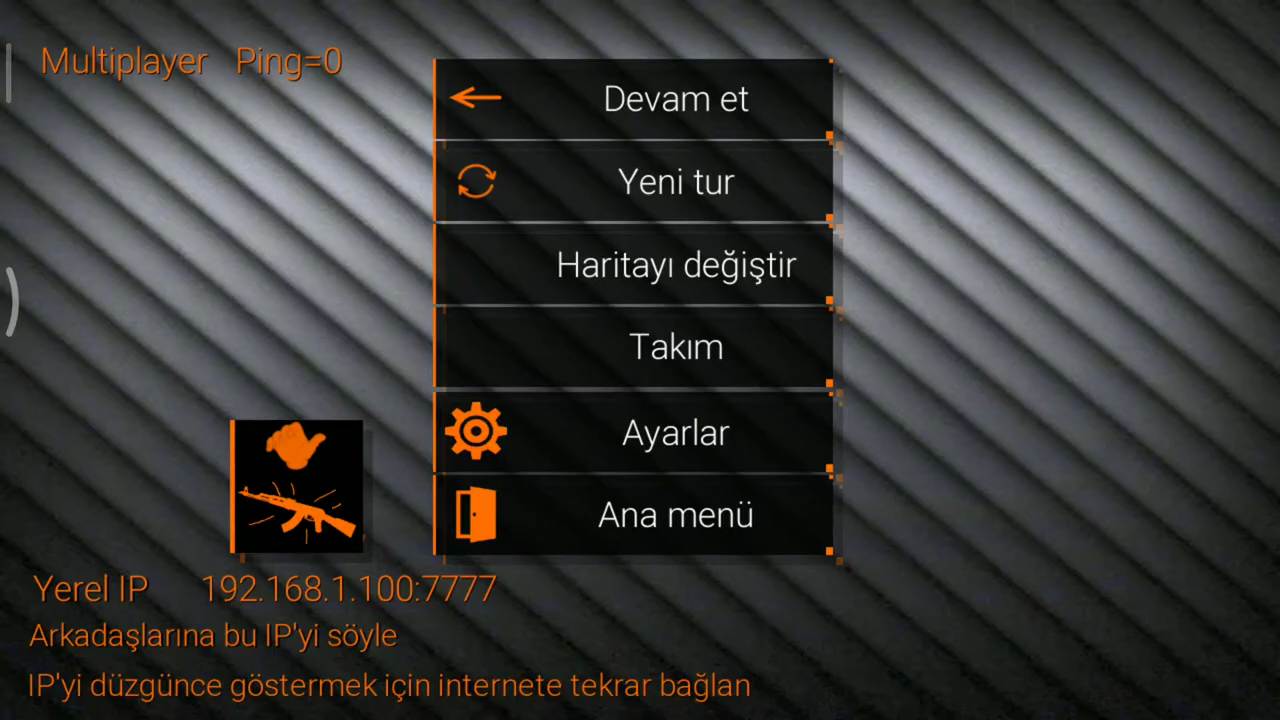 Multiplayer Ping=0
Devam et
Yeni tur
Haritayı değiştir
Takım
Ayarlar
Ana menü
Yerel IP 192.168.1.100:7777
Arkadaşlarına bu IP'yi söyle
IP'yi düzgünce göstermek için internete tekrar bağlan